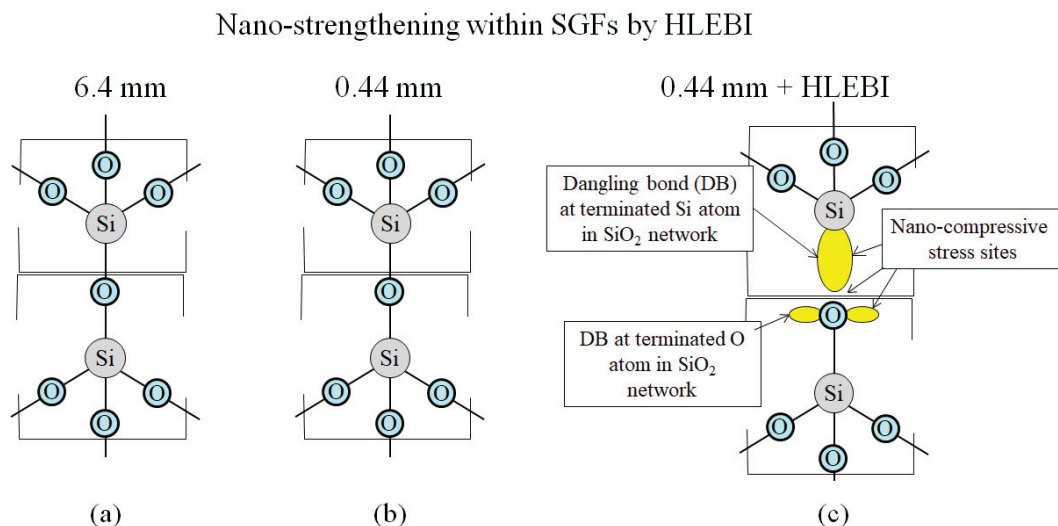 Nano-strengthening within SGFs by HLEBI
6.4 mm
0.44 mm
0.44 mm + HLEBI
O
O
O
Si
O
Si
O
O
O
(a)
O
O
O
Si
O
Si
O
O
O
(b)
O
O
O
Si
Dangling bond (DB)
at terminated Si atom
in SiO₂ network
Nano-compressive
stress sites
O
DB at terminated O
atom in SiO₂
network
Si
O
O
O
(c)